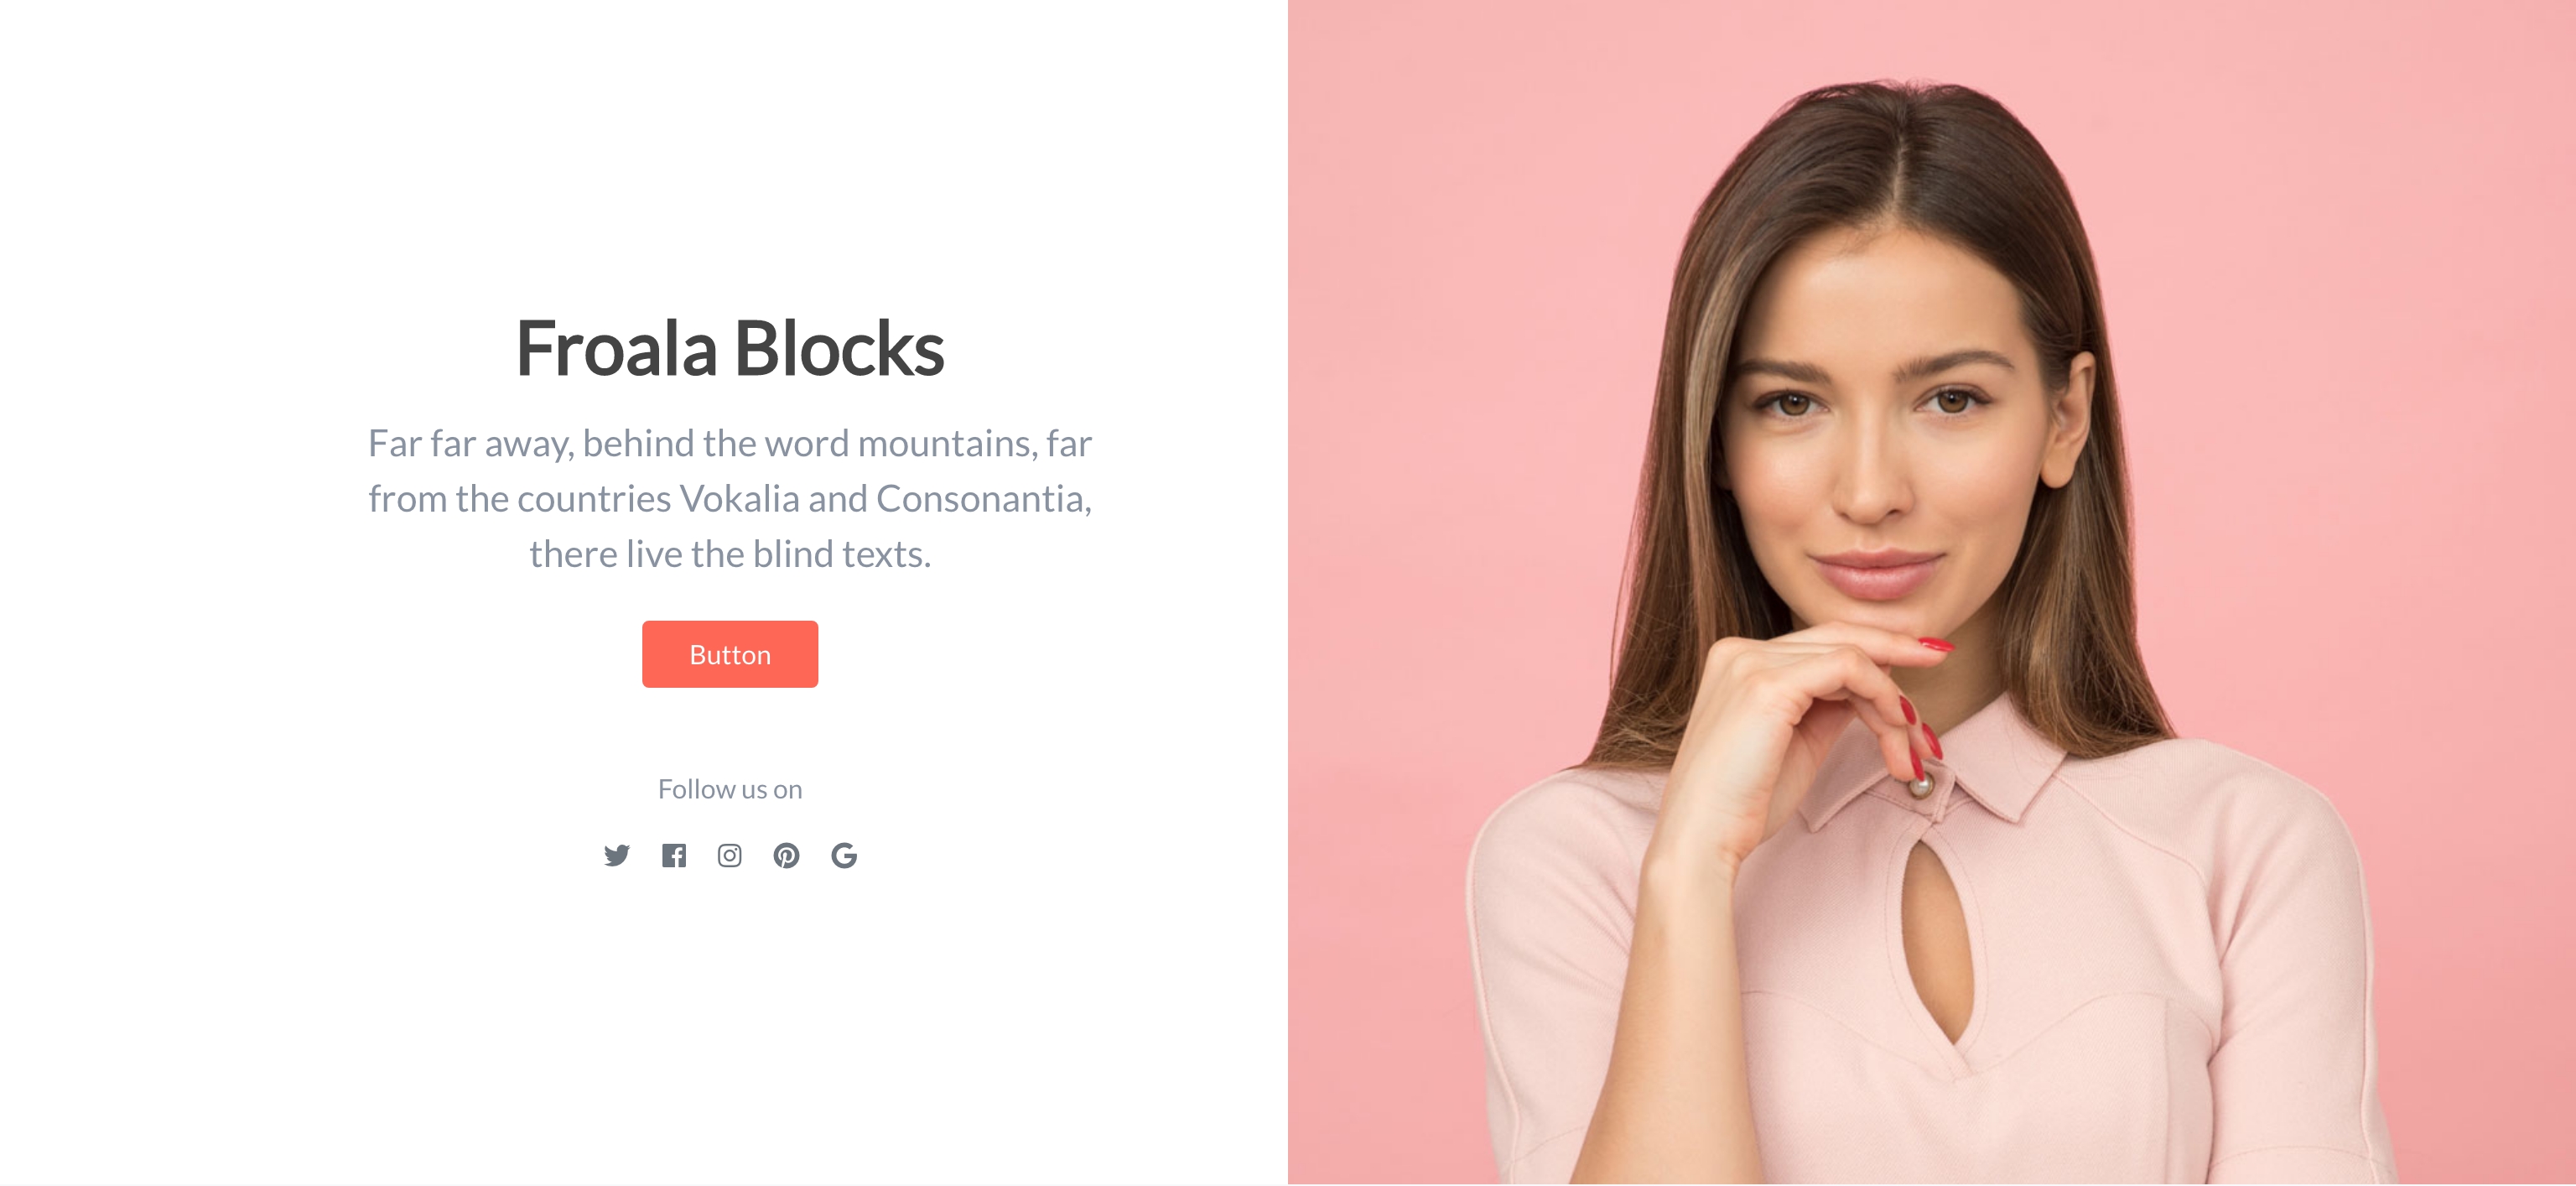 Froala Blocks
Far far away, behind the word mountains, far
from the countries Vokalia and Consonantia,
there live the blind texts.
Button
Follow us on